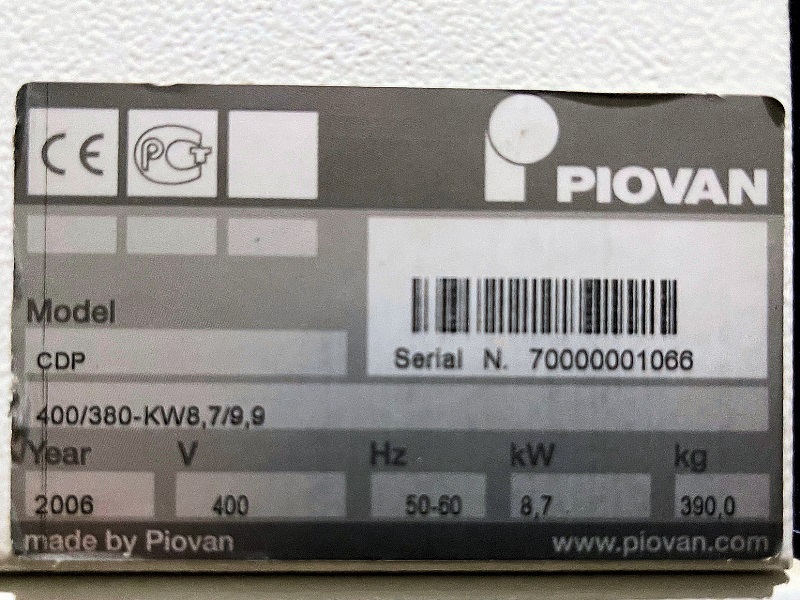 CE PCT
PIOVAN
Model
CDP
Serial N. 70000001066
400/380-KW8,7/9,9
Year V Hz kW kg
2006 400 50-60 8,7 390,0
made by Piovan www.piovan.com